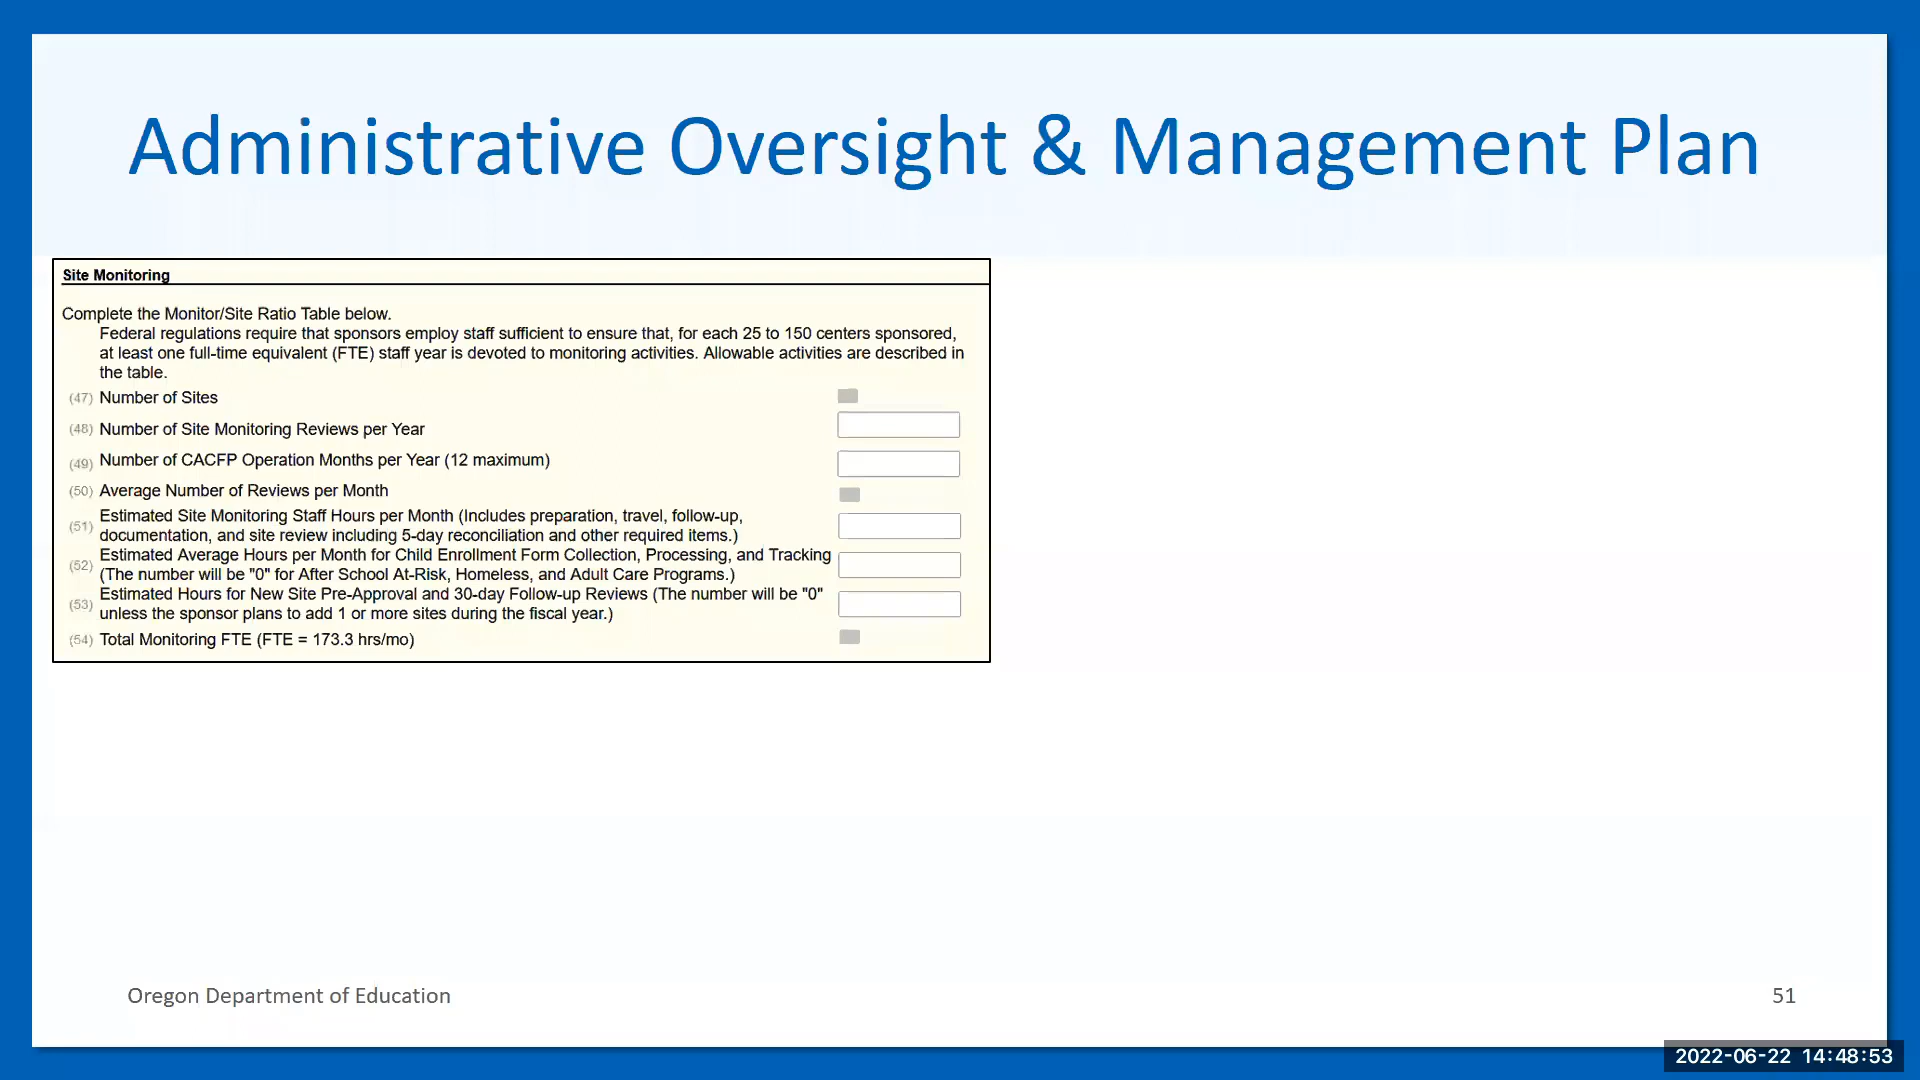 Administrative Oversight & Management Plan
Site Monitoring
Complete the Monitor/Site Ratio Table below.
Federal regulations require that sponsors employ staff sufficient to ensure that, for each 25 to 150 centers sponsored,
at least one full-time equivalent (FTE) staff year is devoted to monitoring activities. Allowable activities are described in
the table.
(47) Number of Sites
(48) Number of Site Monitoring Reviews per Year
(49) Number of CACFP Operation Months per Year (12 maximum)
(50) Average Number of Reviews per Month
(51) Estimated Site Monitoring Staff Hours per Month (Includes preparation, travel, follow-up,
documentation, and site review including 5-day reconciliation and other required items.)
(52) Estimated Average Hours per Month for Child Enrollment Form Collection, Processing, and Tracking
(The number will be "0" for After School At-Risk, Homeless, and Adult Care Programs.)
(53) Estimated Hours for New Site Pre-Approval and 30-day Follow-up Reviews (The number will be "0"
unless the sponsor plans to add 1 or more sites during the fiscal year.)
(54) Total Monitoring FTE (FTE = 173.3 hrs/mo)
Oregon Department of Education
51
2022-06-22 14:48:53